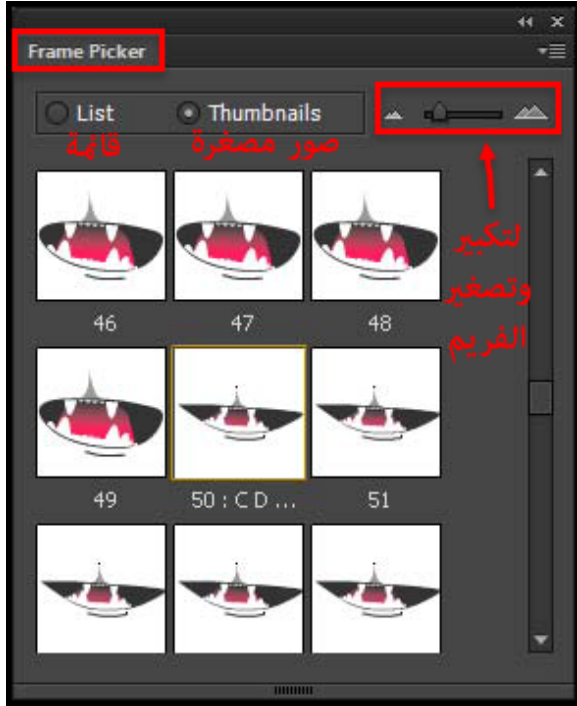 Frame Picker
List
Thumbnails
قائمة
صور مصغرة
لتكبير
وتصغير
الفريم
46
47
48
49
50 : C D ...
51